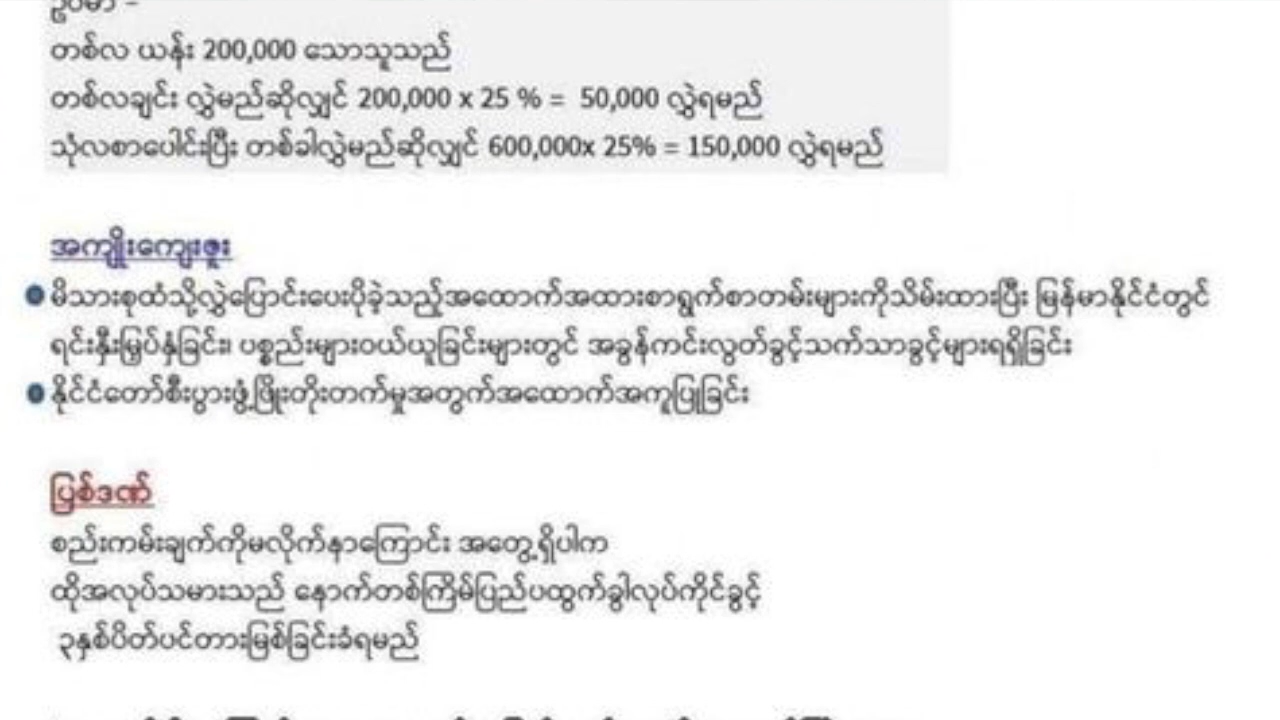 ဥပမာ -
တစ်လ ယန်း 200,000 သောသူသည်
တစ်လချင်း လွှဲမည်ဆိုလျှင် 200,000 x 25 % = 50,000 လွှဲရမည်
သုံလစာပေါင်းပြီး တစ်ခါလွှဲမည်ဆိုလျှင် 600,000x 25% = 150,000 လွှဲရမည်
အကျိုးကျေးဇူး
မိသားစုထံသို့လွှဲပြောင်းပေးပို့ခဲ့သည့်အထောက်အထားစာရွက်စာတမ်းများကိုသိမ်းထားပြီး မြန်မာနိုင်ငံတွင်
ရင်းနှီးမြှုပ်နှံခြင်း၊ ပစ္စည်းများဝယ်ယူခြင်းများတွင် အခွန်ကင်းလွတ်ခွင့်သက်သာခွင့်များရရှိခြင်း
နိုင်ငံတော်စီးပွားဖွံ့ဖြိုးတိုးတက်မှုအတွက်အထောက်အကူပြုခြင်း
ပြစ်ဒဏ်
စည်းကမ်းချက်ကိုမလိုက်နာကြောင်း အတွေ့ရှိပါက
ထိုအလုပ်သမားသည် နောက်တစ်ကြိမ်ပြည်ပထွက်ခွါလုပ်ကိုင်ခွင့်
၃နှစ်ပိတ်ပင်တားမြစ်ခြင်းခံရမည်